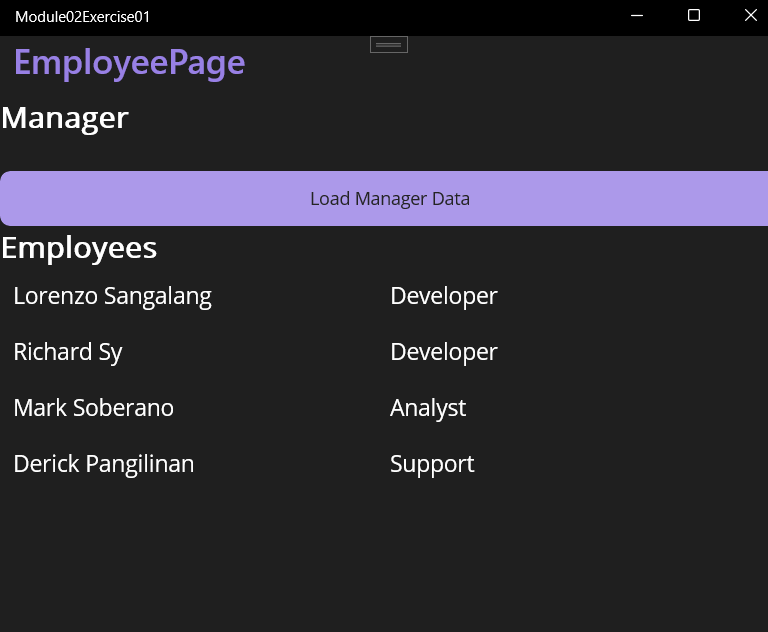 Module02Exercise01
EmployeePage
Manager
Load Manager Data
Employees
Lorenzo Sangalang Developer
Richard Sy Developer
Mark Soberano Analyst
Derick Pangilinan Support